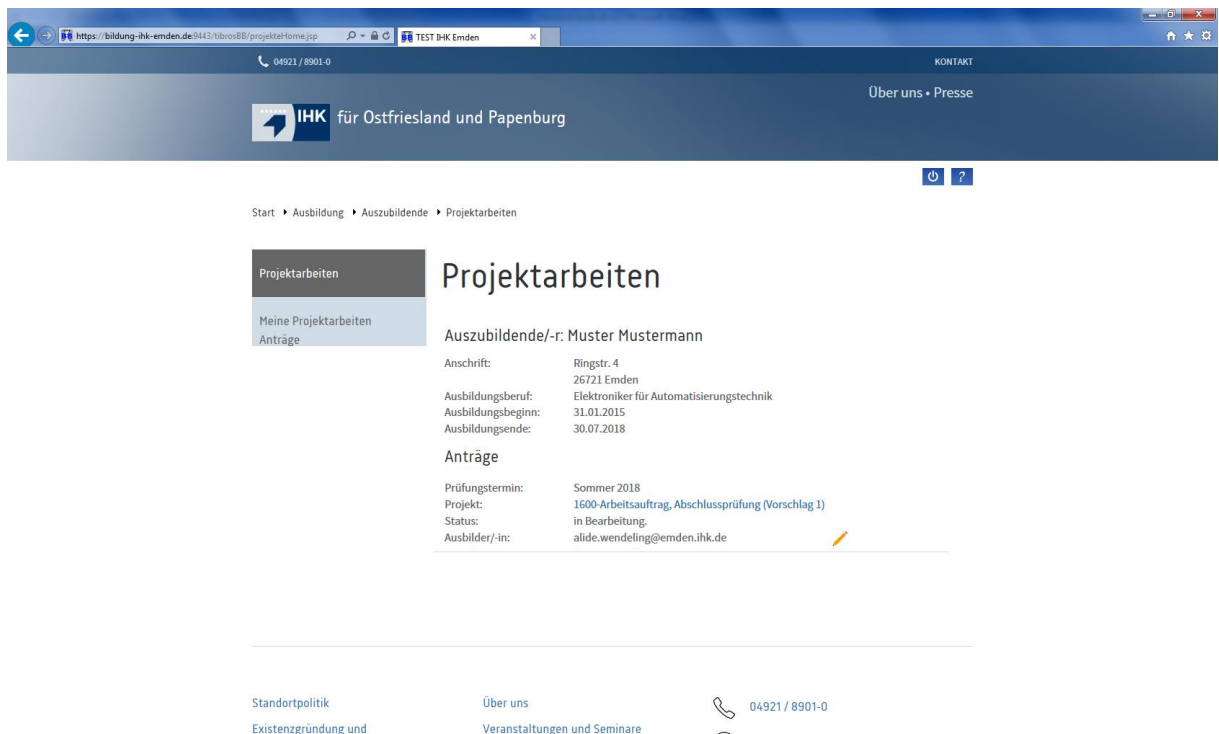 https://bildung-ihk-emden.de:9443/tibrosBB/projekteHome.jsp
TEST IHK Emden
04921 / 8901-0
KONTAKT
Über uns • Presse
IHK für Ostfriesland und Papenburg
?
Start ▸ Ausbildung ▸ Auszubildende ▸ Projektarbeiten
Projektarbeiten
Meine Projektarbeiten
Anträge
Projektarbeiten
Auszubildende/-r: Muster Mustermann
Anschrift: Ringstr. 4
26721 Emden
Ausbildungsberuf: Elektroniker für Automatisierungstechnik
Ausbildungsbeginn: 31.01.2015
Ausbildungsende: 30.07.2018
Anträge
Prüfungstermin: Sommer 2018
Projekt: 1600-Arbeitsauftrag, Abschlussprüfung (Vorschlag 1)
Status: in Bearbeitung.
Ausbilder/-in: alide.wendeling@emden.ihk.de
Standortpolitik
Existenzgründung und
Über uns
Veranstaltungen und Seminare
04921 / 8901-0